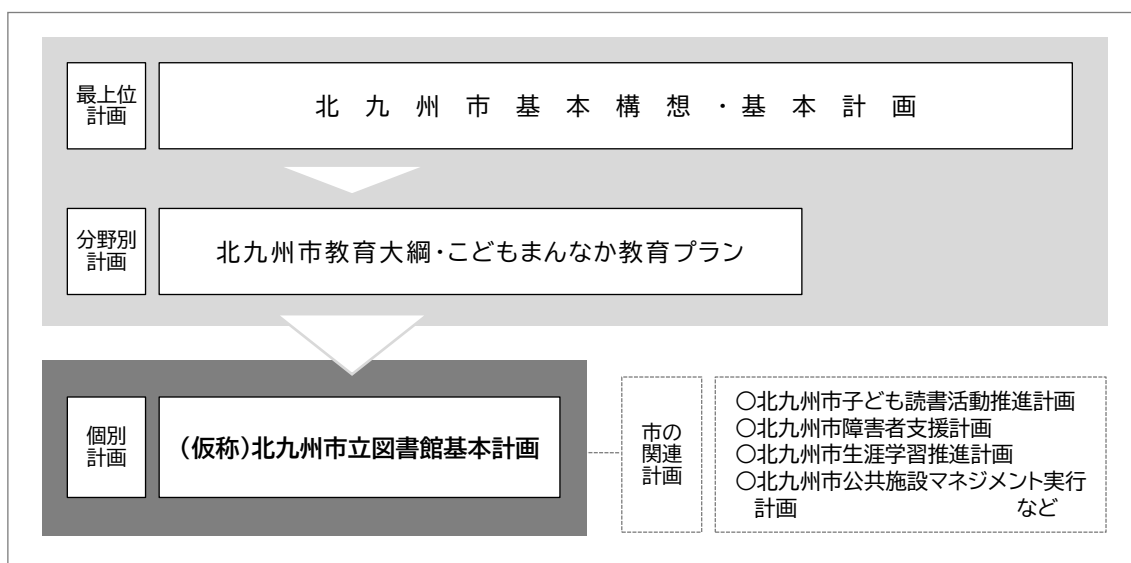 最上位
計画
北九州市基本構想・基本計画
分野別
計画
北九州市教育大綱・こどもまんなか教育プラン
個別
計画
(仮称)北九州市立図書館基本計画
市の
関連
計画
○北九州市子ども読書活動推進計画
○北九州市障害者支援計画
○北九州市生涯学習推進計画
○北九州市公共施設マネジメント実行
計画 など